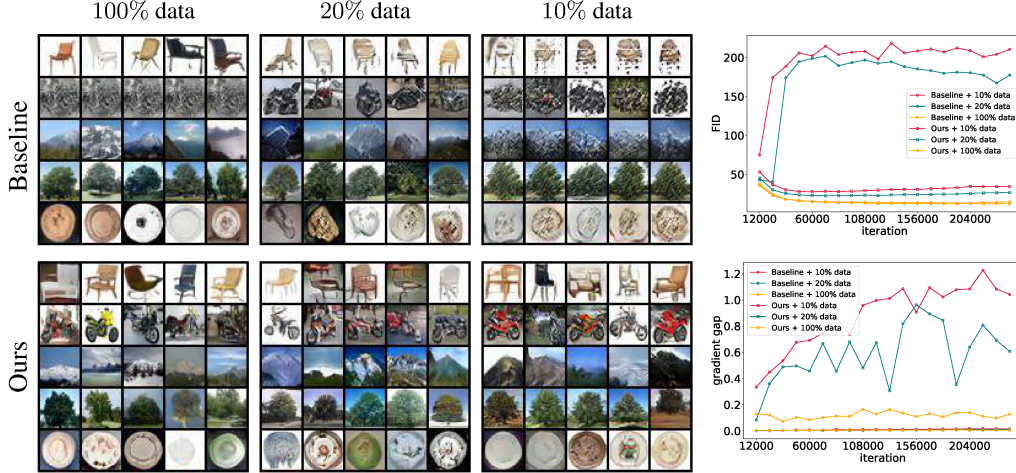 100% data 20% data 10% data
Baseline
Ours
200
150
100
50
FID
Baseline + 10% data
Baseline + 20% data
Baseline + 100% data
Ours + 10% data
Ours + 20% data
Ours + 100% data
12000 60000 108000 156000 204000
iteration
1.2
1.0
0.8
0.6
0.4
0.2
0.0
gradient gap
Baseline + 10% data
Baseline + 20% data
Baseline + 100% data
Ours + 10% data
Ours + 20% data
Ours + 100% data
12000 60000 108000 156000 204000
iteration